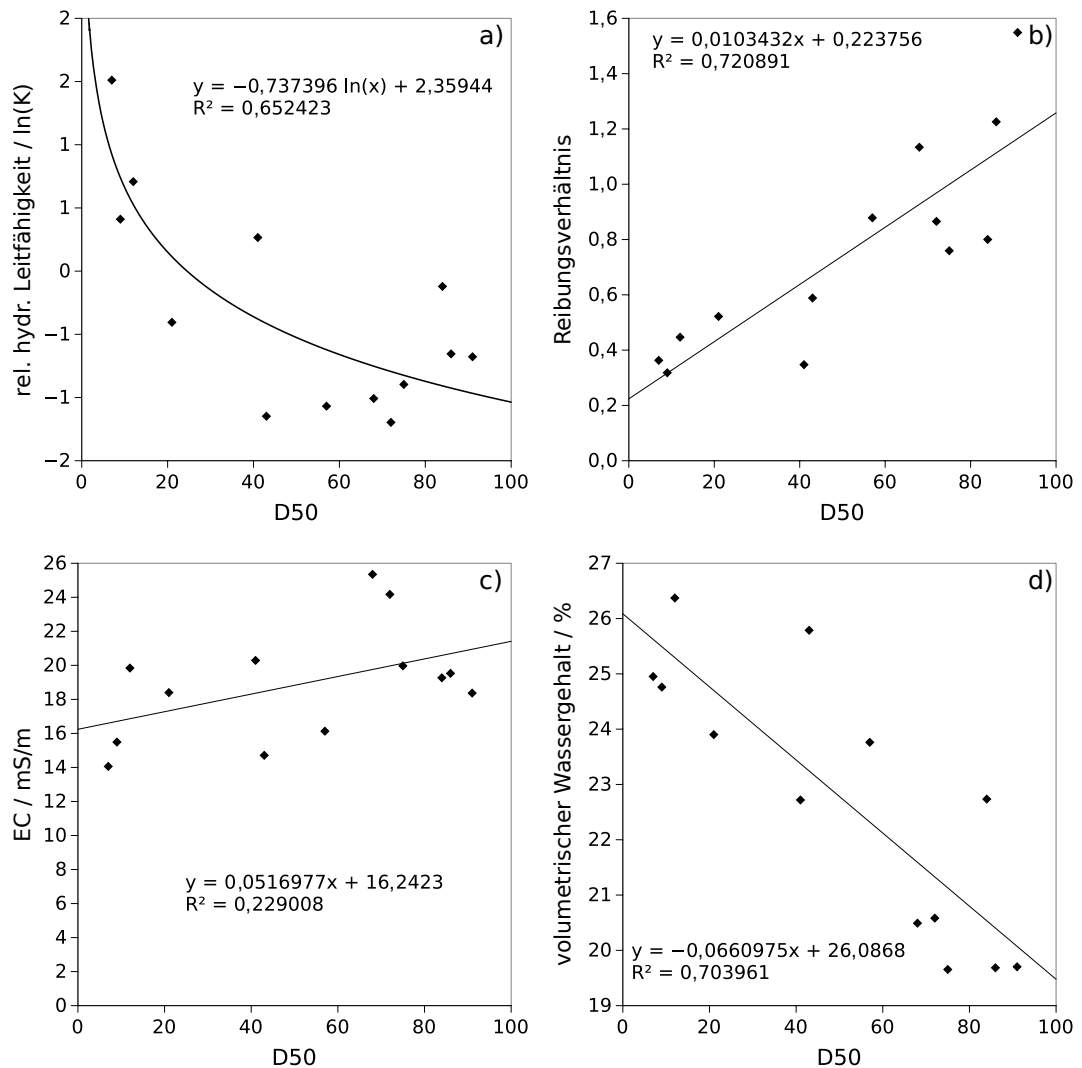 a)
y = −0,737396 ln(x) + 2,35944
R² = 0,652423
rel. hydr. Leitfähigkeit / ln(K)
2
2
1
1
0
−1
−1
−2
0 20 40 60 80 100
D50
b)
y = 0,0103432x + 0,223756
R² = 0,720891
Reibungsverhältnis
1,6
1,4
1,2
1,0
0,8
0,6
0,4
0,2
0,0
0 20 40 60 80 100
D50
c)
EC / mS/m
26
24
22
20
18
16
14
12
10
8
6
4
2
0
y = 0,0516977x + 16,2423
R² = 0,229008
0 20 40 60 80 100
D50
d)
volumetrischer Wassergehalt / %
27
26
25
24
23
22
21
20
19
y = −0,0660975x + 26,0868
R² = 0,703961
0 20 40 60 80 100
D50